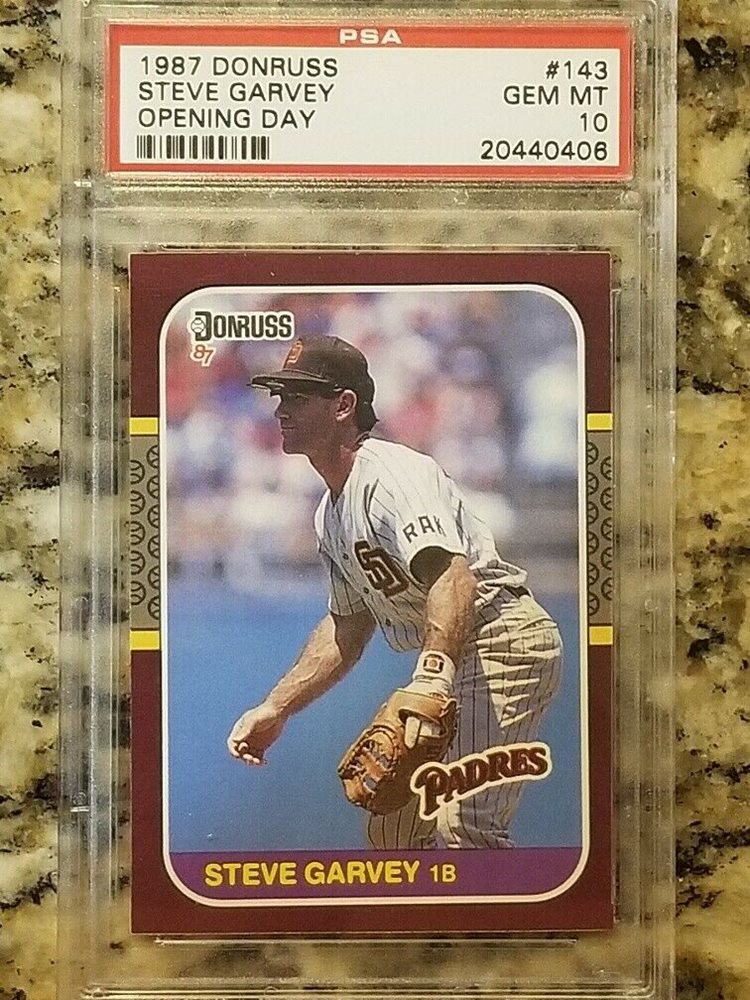 PSA
1987 DONRUSS #143
STEVE GARVEY GEM MT
OPENING DAY 10
20440406
DONRUSS
87
RAK
SD
PADRES
STEVE GARVEY 1B